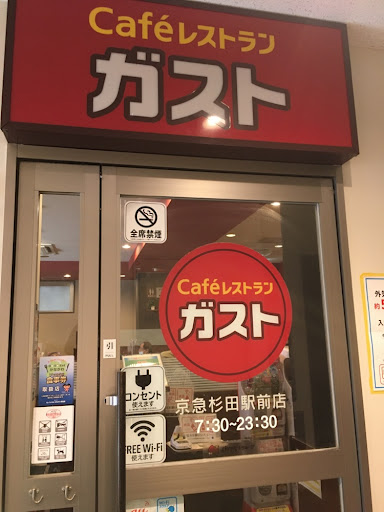 Caféレストラン
ガスト
全席禁煙
Caféレストラン
ガスト
引
コンセント
使えます
京急杉田駅前店
7:30~23:30
FREE Wi-Fi
使えます